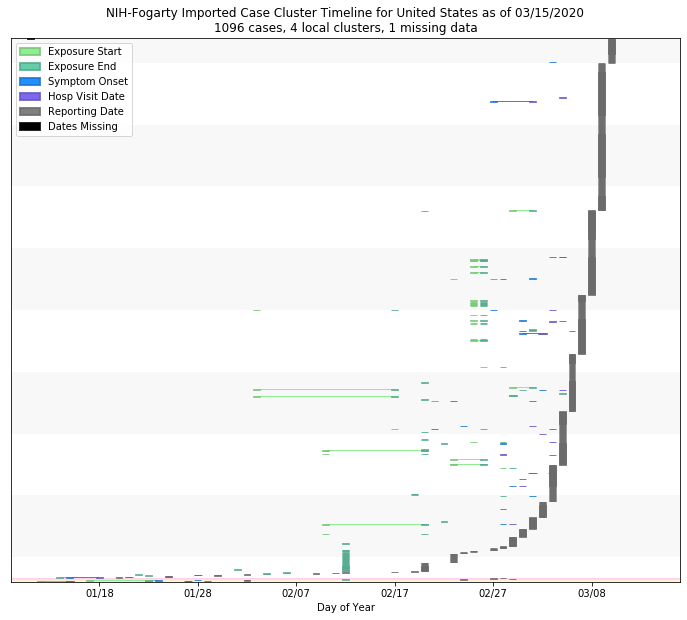 NIH-Fogarty Imported Case Cluster Timeline for United States as of 03/15/2020
1096 cases, 4 local clusters, 1 missing data
Exposure Start
Exposure End
Symptom Onset
Hosp Visit Date
Reporting Date
Dates Missing
01/18 01/28 02/07 02/17 02/27 03/08
Day of Year